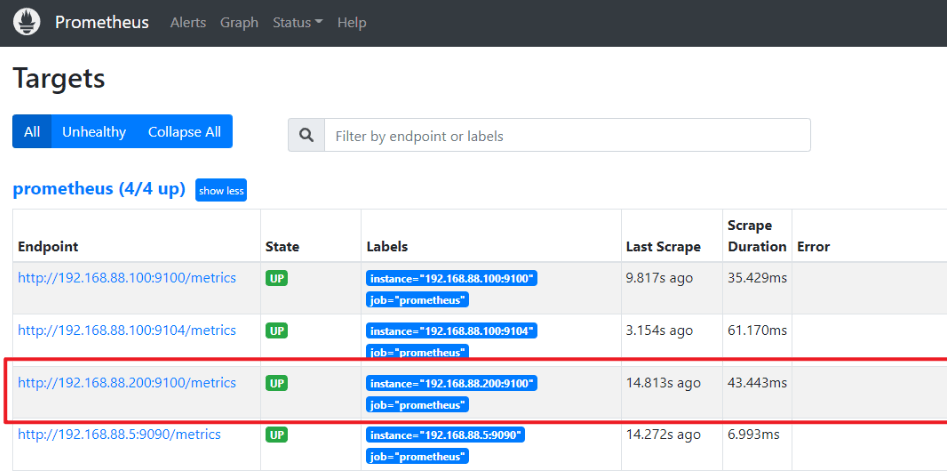 Prometheus Alerts Graph Status Help
Targets
All Unhealthy Collapse All
Filter by endpoint or labels
prometheus (4/4 up) show less
Endpoint State Labels Last Scrape Scrape Duration Error
http://192.168.88.100:9100/metrics UP instance="192.168.88.100:9100" 9.817s ago 35.429ms
job="prometheus"
http://192.168.88.100:9104/metrics UP instance="192.168.88.100:9104" 3.154s ago 61.170ms
job="prometheus"
http://192.168.88.200:9100/metrics UP instance="192.168.88.200:9100" 14.813s ago 43.443ms
job="prometheus"
http://192.168.88.5:9090/metrics UP instance="192.168.88.5:9090" 14.272s ago 6.993ms
job="prometheus"